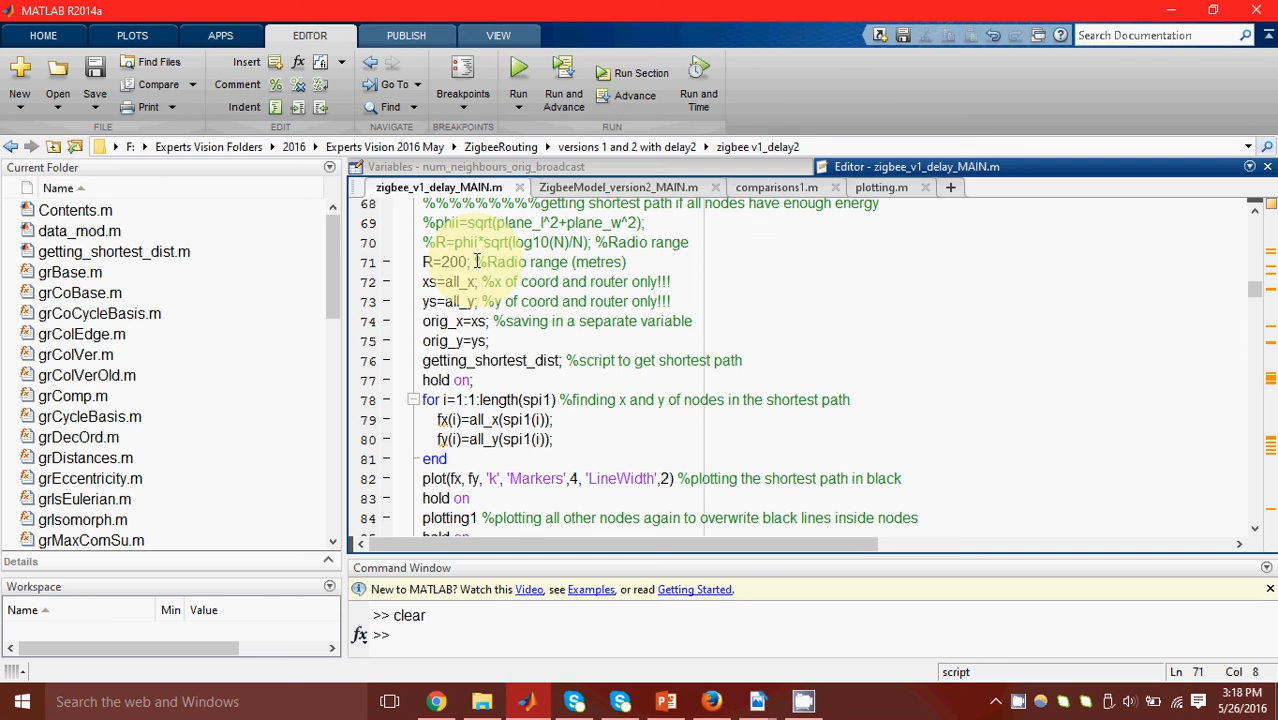 MATLAB R2014a
HOME PLOTS APPS EDITOR PUBLISH VIEW
Search Documentation
New Open Save Find Files Compare Print
Insert Comment Indent
Go To Find
Breakpoints Run Run and Advance Run Section Advance Run and Time
FILE EDIT NAVIGATE BREAKPOINTS RUN
F: Experts Vision Folders 2016 Experts Vision 2016 May ZigbeeRouting versions 1 and 2 with delay2 zigbee v1_delay2
Current Folder
Name
Contents.m
data_mod.m
getting_shortest_dist.m
grBase.m
grCoBase.m
grCoCycleBasis.m
grColEdge.m
grColVer.m
grColVerOld.m
grComp.m
grCycleBasis.m
grDecOrd.m
grDistances.m
grEccentricity.m
grIsEulerian.m
grIsomorph.m
grMaxComSu.m
Details
Workspace
Name Min Value
Variables - num_neighbours_orig_broadcast
Editor - zigbee_v1_delay_MAIN.m
zigbee_v1_delay_MAIN.m ZigbeeModel_version2_MAIN.m comparisons1.m plotting.m
68 %%%%%%%%%getting shortest path if all nodes have enough energy
69 %phii=sqrt(plane_l^2+plane_w^2);
70 %R=phii*sqrt(log10(N)/N); %Radio range
71 R=200; %Radio range (metres)
72 xs=all_x; %x of coord and router only!!!
73 ys=all_y; %y of coord and router only!!!
74 orig_x=xs; %saving in a separate variable
75 orig_y=ys;
76 getting_shortest_dist; %script to get shortest path
77 hold on;
78 for i=1:1:length(spi1) %finding x and y of nodes in the shortest path
79 fx(i)=all_x(spi1(i));
80 fy(i)=all_y(spi1(i));
81 end
82 plot(fx, fy, 'k', 'Markers',4, 'LineWidth',2) %plotting the shortest path in black
83 hold on
84 plotting1 %plotting all other nodes again to overwrite black lines inside nodes
85 hold on
Command Window
New to MATLAB? Watch this Video, see Examples, or read Getting Started.
>> clear
fx >>
script Ln 71 Col 8
Search the web and Windows
3:18 PM
5/26/2016